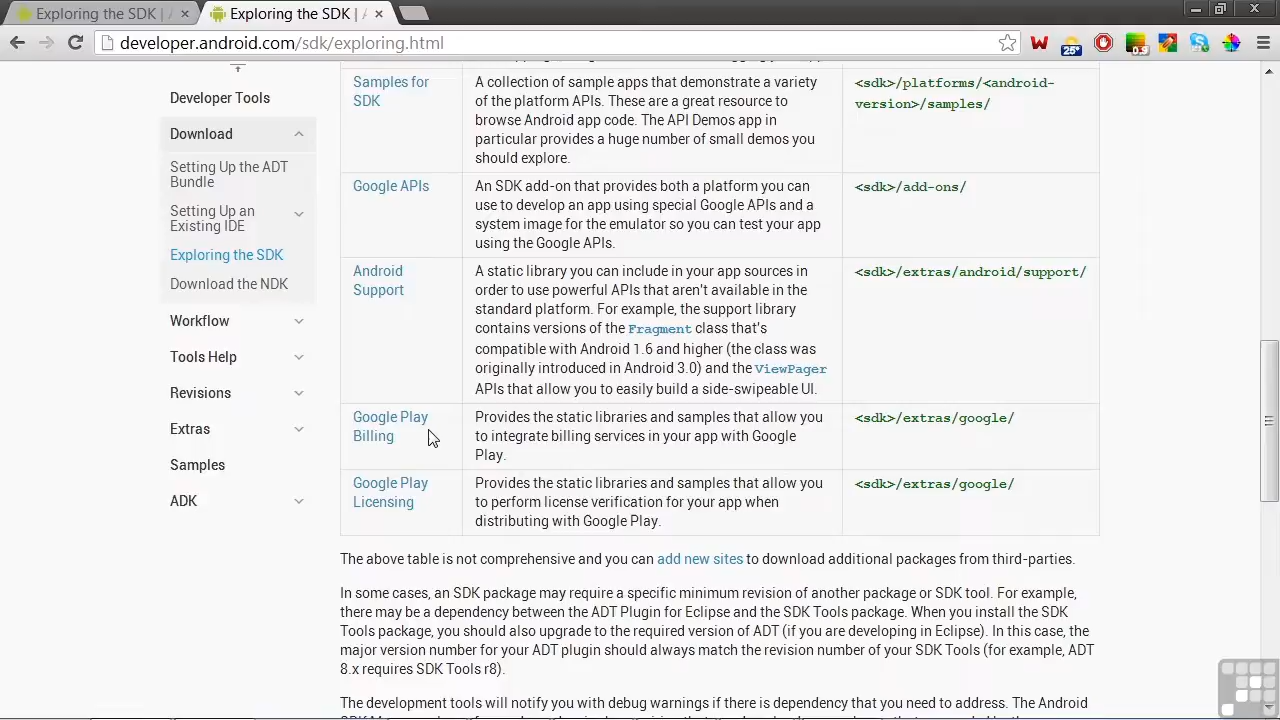 Exploring the SDK |
Exploring the SDK | A
developer.android.com/sdk/exploring.html
25°
0.9
Developer Tools
Download
Setting Up the ADT
Bundle
Setting Up an
Existing IDE
Exploring the SDK
Download the NDK
Workflow
Tools Help
Revisions
Extras
Samples
ADK
Samples for
SDK
A collection of sample apps that demonstrate a variety
of the platform APIs. These are a great resource to
browse Android app code. The API Demos app in
particular provides a huge number of small demos you
should explore.
<sdk>/platforms/<android-
version>/samples/
Google APIs
An SDK add-on that provides both a platform you can
use to develop an app using special Google APIs and a
system image for the emulator so you can test your app
using the Google APIs.
<sdk>/add-ons/
Android
Support
A static library you can include in your app sources in
order to use powerful APIs that aren't available in the
standard platform. For example, the support library
contains versions of the Fragment class that's
compatible with Android 1.6 and higher (the class was
originally introduced in Android 3.0) and the ViewPager
APIs that allow you to easily build a side-swipeable UI.
<sdk>/extras/android/support/
Google Play
Billing
Provides the static libraries and samples that allow you
to integrate billing services in your app with Google
Play.
<sdk>/extras/google/
Google Play
Licensing
Provides the static libraries and samples that allow you
to perform license verification for your app when
distributing with Google Play.
<sdk>/extras/google/
The above table is not comprehensive and you can add new sites to download additional packages from third-parties.
In some cases, an SDK package may require a specific minimum revision of another package or SDK tool. For example,
there may be a dependency between the ADT Plugin for Eclipse and the SDK Tools package. When you install the SDK
Tools package, you should also upgrade to the required version of ADT (if you are developing in Eclipse). In this case, the
major version number for your ADT plugin should always match the revision number of your SDK Tools (for example, ADT
8.x requires SDK Tools r8).
The development tools will notify you with debug warnings if there is dependency that you need to address. The Android